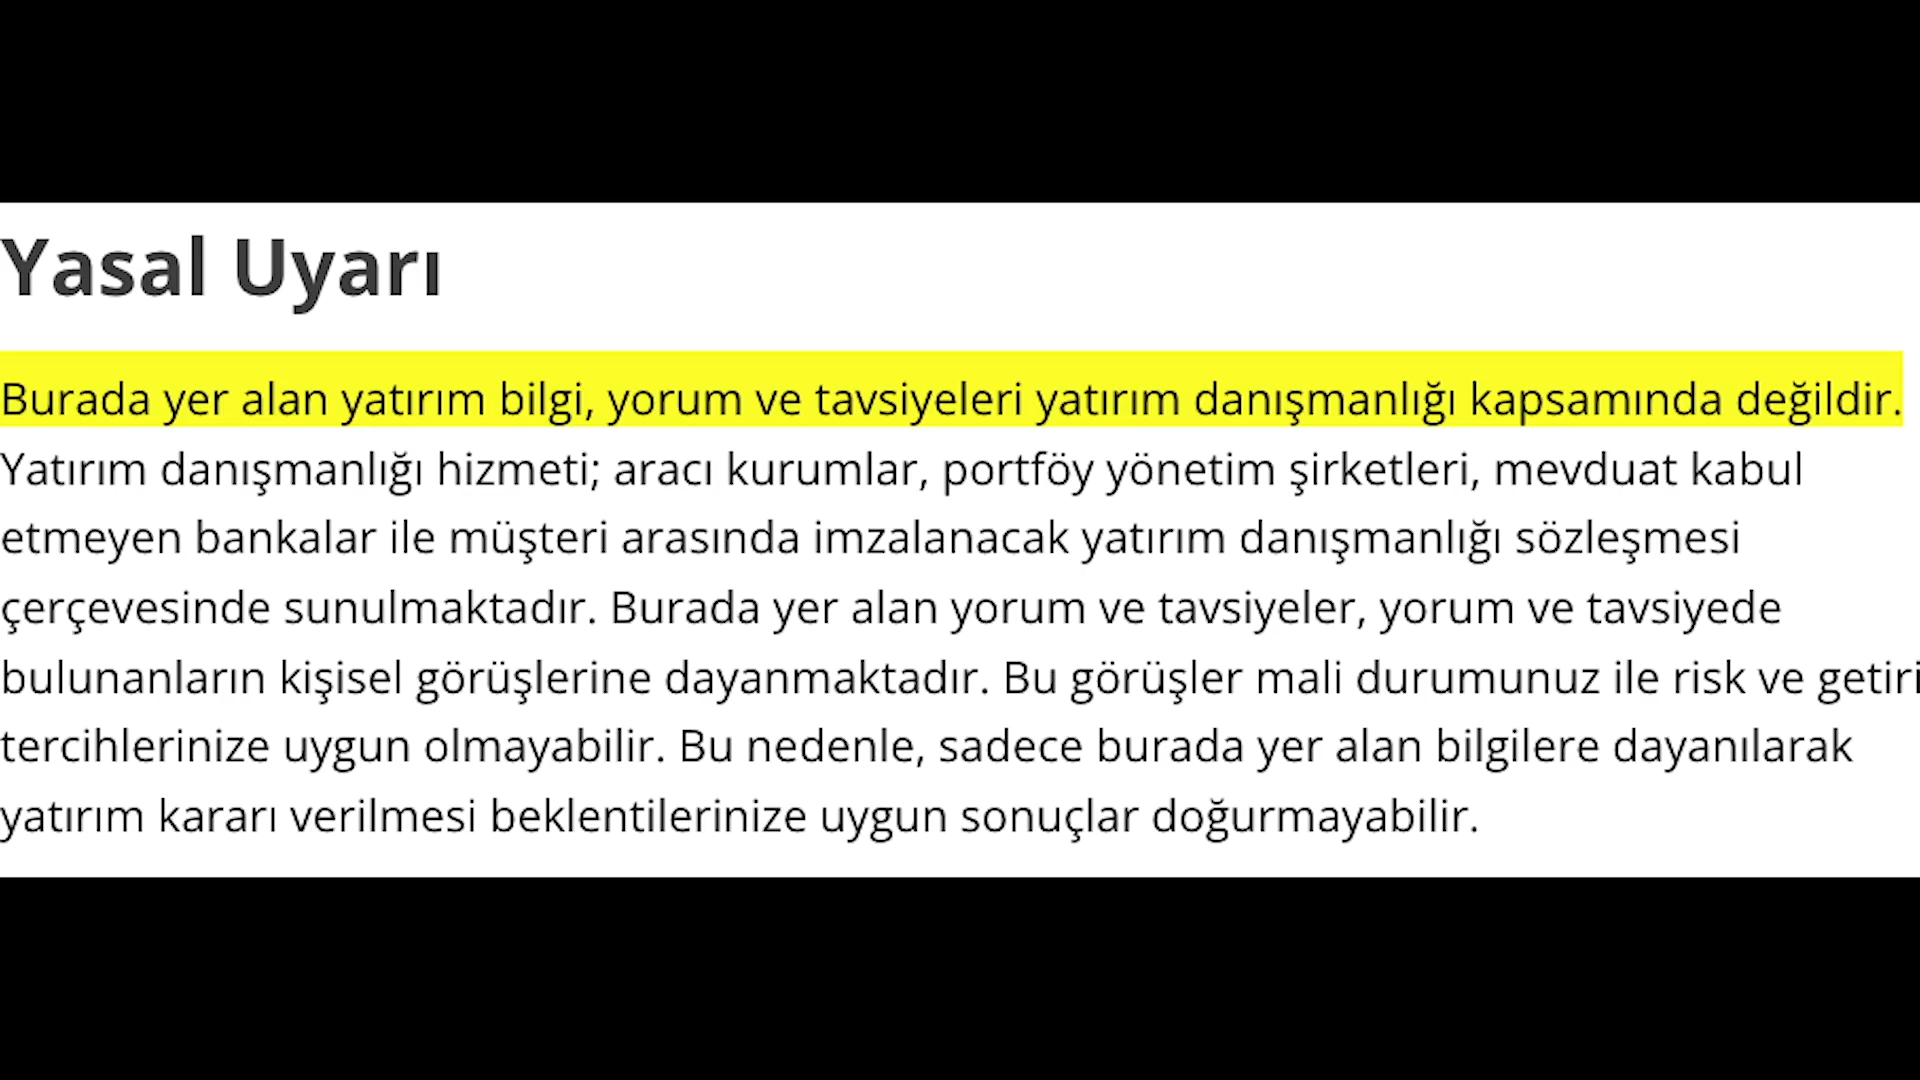 Yasal Uyarı
Burada yer alan yatırım bilgi, yorum ve tavsiyeleri yatırım danışmanlığı kapsamında değildir.
Yatırım danışmanlığı hizmeti; aracı kurumlar, portföy yönetim şirketleri, mevduat kabul
etmeyen bankalar ile müşteri arasında imzalanacak yatırım danışmanlığı sözleşmesi
çerçevesinde sunulmaktadır. Burada yer alan yorum ve tavsiyeler, yorum ve tavsiyede
bulunanların kişisel görüşlerine dayanmaktadır. Bu görüşler mali durumunuz ile risk ve getiri
tercihlerinize uygun olmayabilir. Bu nedenle, sadece burada yer alan bilgilere dayanılarak
yatırım kararı verilmesi beklentilerinize uygun sonuçlar doğurmayabilir.